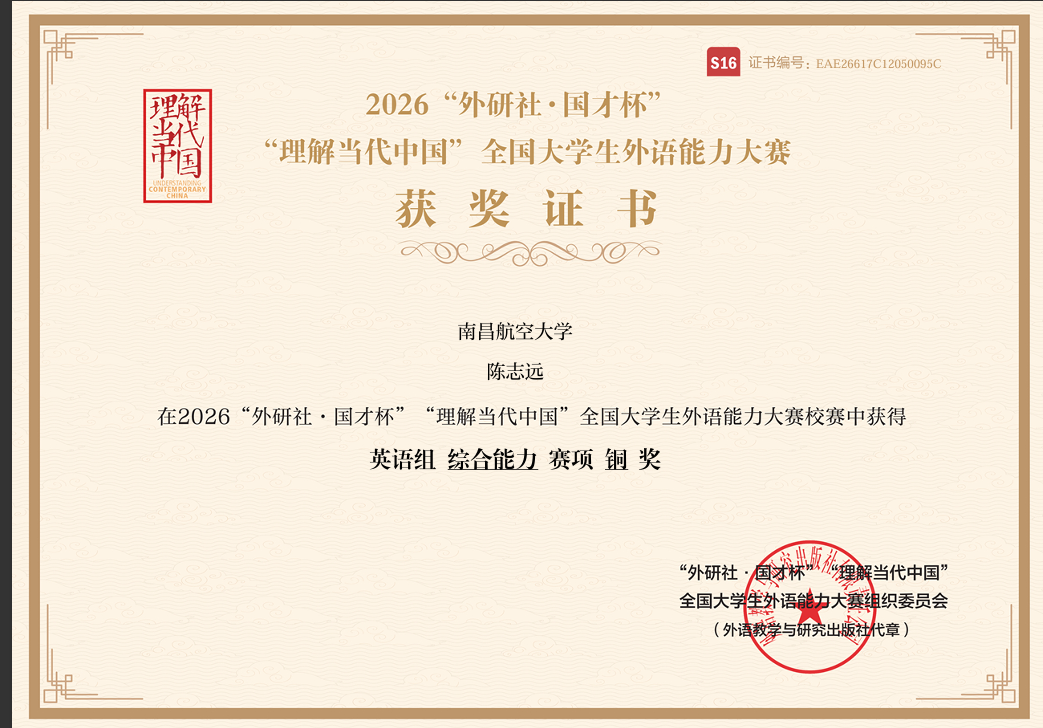 S16 证书编号：EAE26617C12050095C
理解
当代
中国
UNDERSTANDING
CONTEMPORARY
CHINA
2026“外研社·国才杯”
“理解当代中国”全国大学生外语能力大赛
获奖证书
南昌航空大学
陈志远
在2026“外研社·国才杯”“理解当代中国”全国大学生外语能力大赛校赛中获得
英语组 综合能力 赛项 铜 奖
“外研社·国才杯”“理解当代中国”
全国大学生外语能力大赛组织委员会
（外语教学与研究出版社代章）